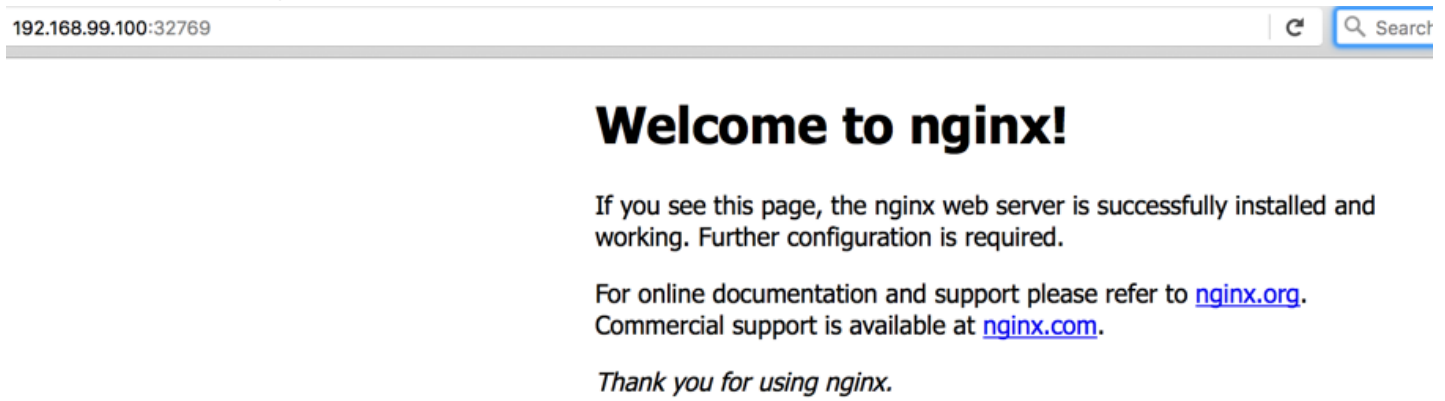 192.168.99.100:32769
Search
Welcome to nginx!
If you see this page, the nginx web server is successfully installed and
working. Further configuration is required.
For online documentation and support please refer to nginx.org.
Commercial support is available at nginx.com.
Thank you for using nginx.